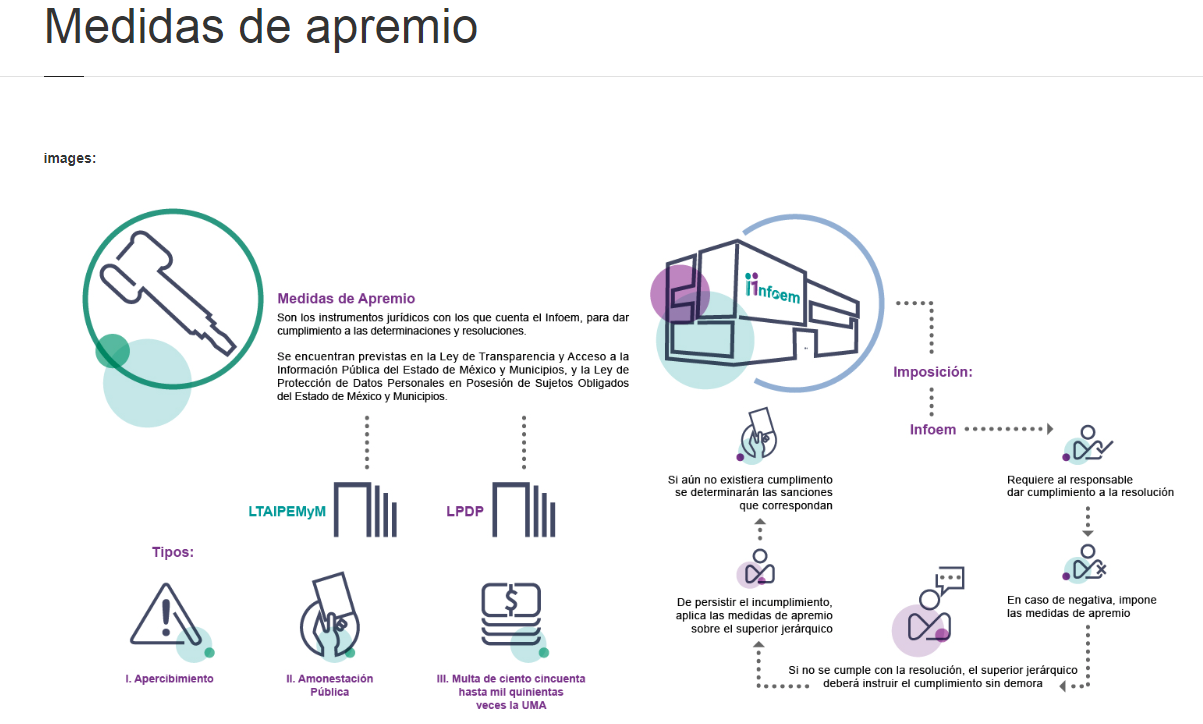 Medidas de apremio
images:
Medidas de Apremio
Son los instrumentos jurídicos con los que cuenta el Infoem, para dar
cumplimiento a las determinaciones y resoluciones.
Se encuentran previstas en la Ley de Transparencia y Acceso a la
Información Pública del Estado de México y Municipios, y la Ley de
Protección de Datos Personales en Posesión de Sujetos Obligados
del Estado de México y Municipios.
LTAIPEMyM
LPDP
Tipos:
$
I. Apercibimiento
II. Amonestación
Pública
III. Multa de ciento cincuenta
hasta mil quinientas
veces la UMA
infoem
Imposición:
Infoem
Requiere al responsable
dar cumplimiento a la resolución
En caso de negativa, impone
las medidas de apremio
Si no se cumple con la resolución, el superior jerárquico
deberá instruir el cumplimiento sin demora
De persistir el incumplimiento,
aplica las medidas de apremio
sobre el superior jerárquico
Si aún no existiera cumplimento
se determinarán las sanciones
que correspondan